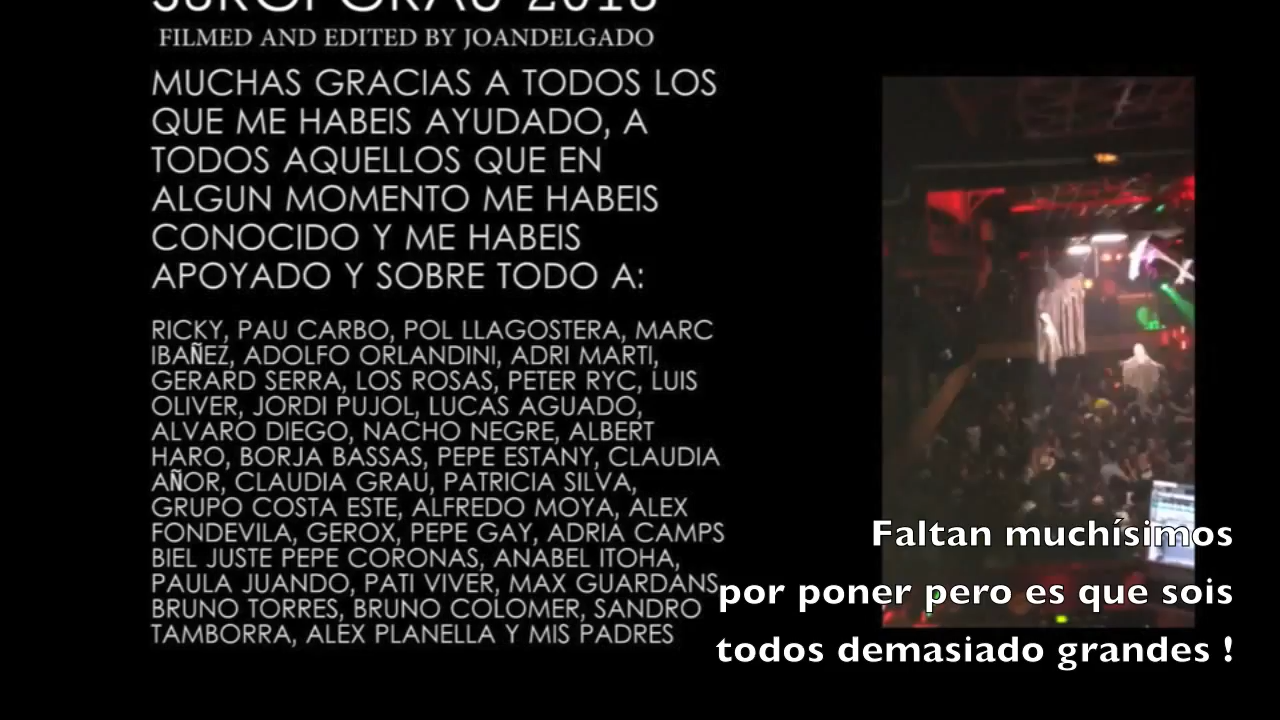 FILMED AND EDITED BY JOANDELGADO
MUCHAS GRACIAS A TODOS LOS
QUE ME HABEIS AYUDADO, A
TODOS AQUELLOS QUE EN
ALGUN MOMENTO ME HABEIS
CONOCIDO Y ME HABEIS
APOYADO Y SOBRE TODO A:
RICKY, PAU CARBO, POL LLAGOSTERA, MARC
IBAÑEZ, ADOLFO ORLANDINI, ADRI MARTI,
GERARD SERRA, LOS ROSAS, PETER RYC, LUIS
OLIVER, JORDI PUJOL, LUCAS AGUADO,
ALVARO DIEGO, NACHO NEGRE, ALBERT
HARO, BORJA BASSAS, PEPE ESTANY, CLAUDIA
AÑOR, CLAUDIA GRAU, PATRICIA SILVA,
GRUPO COSTA ESTE, ALFREDO MOYA, ALEX
FONDEVILA, GEROX, PEPE GAY, ADRIA CAMPS
BIEL JUSTE PEPE CORONAS, ANABEL ITOHA,
PAULA JUANDO, PATI VIVER, MAX GUARDANS,
BRUNO TORRES, BRUNO COLOMER, SANDRO
TAMBORRA, ALEX PLANELLA Y MIS PADRES
Faltan muchísimos
por poner pero es que sois
todos demasiado grandes !